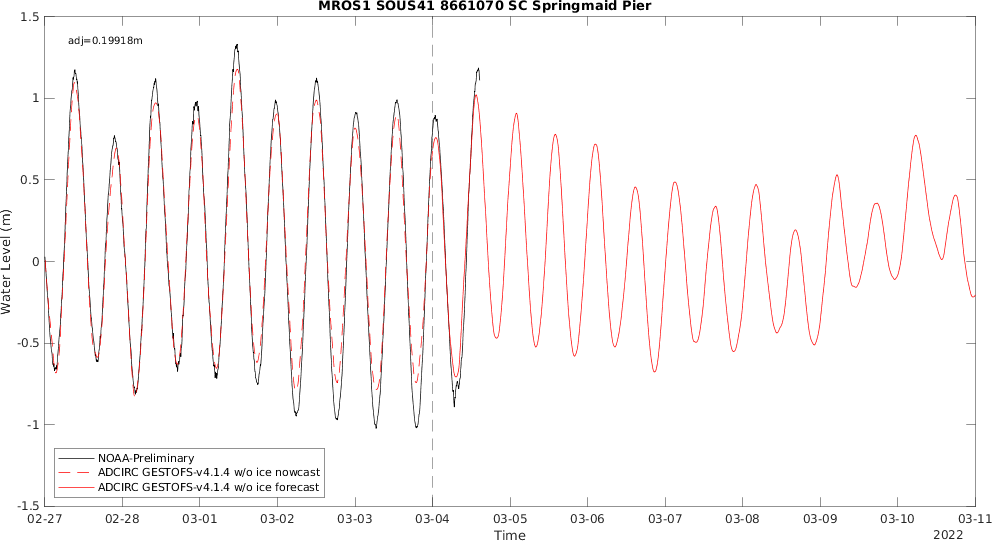 MROS1 SOUS41 8661070 SC Springmaid Pier
adj=0.19918m
1.5
1
0.5
0
-0.5
-1
-1.5
Water Level (m)
NOAA-Preliminary
ADCIRC GESTOFS-v4.1.4 w/o ice nowcast
ADCIRC GESTOFS-v4.1.4 w/o ice forecast
02-27 02-28 03-01 03-02 03-03 03-04 03-05 03-06 03-07 03-08 03-09 03-10 03-11
Time
2022